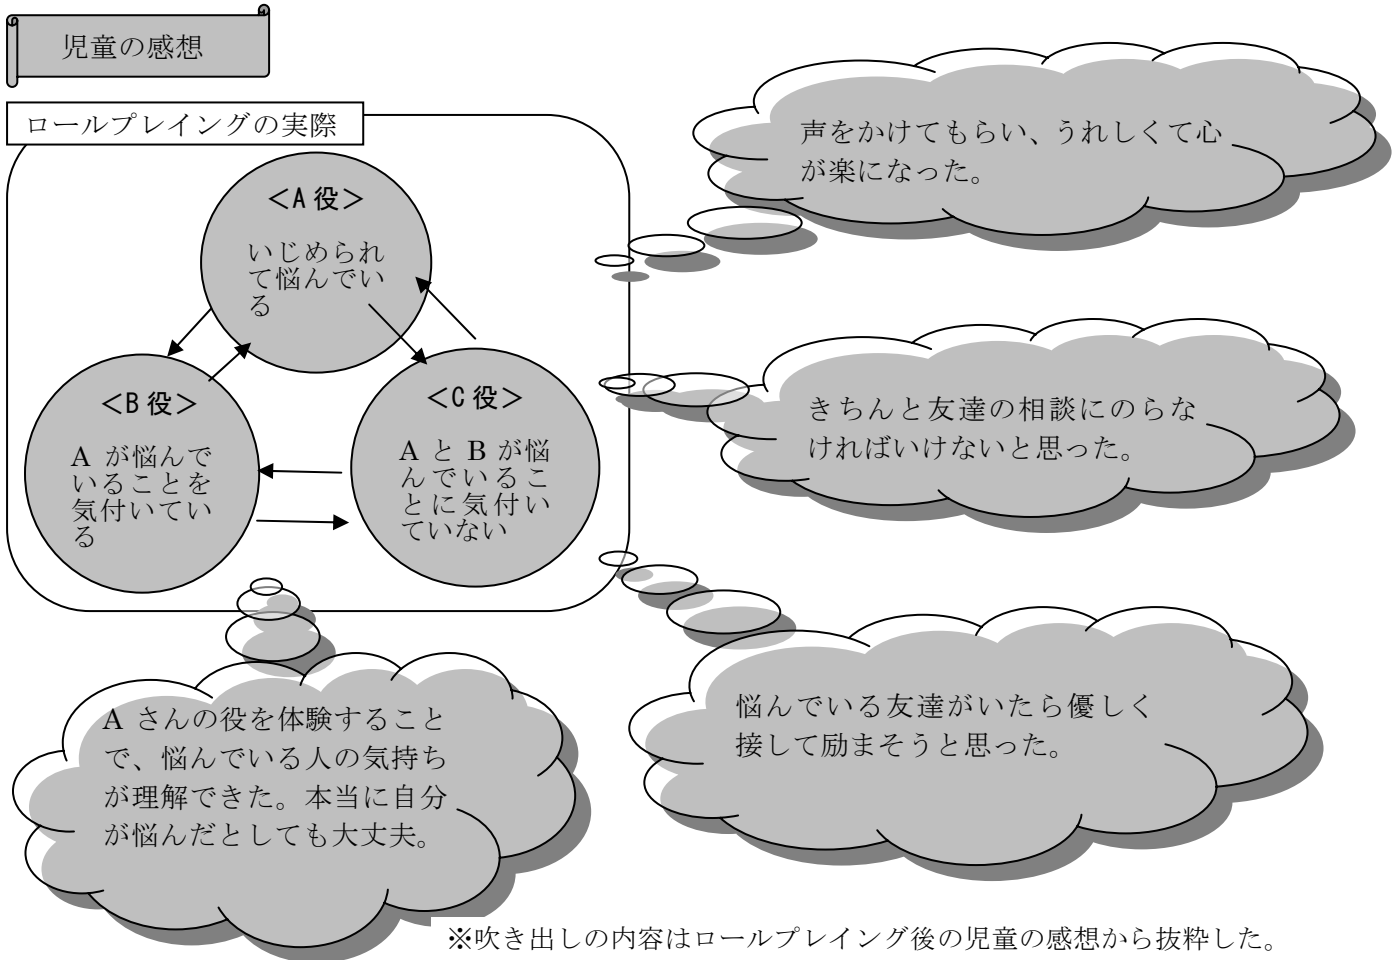 児童の感想
ロールプレイングの実際
＜A 役＞
いじめられ
て悩んでい
る
＜B 役＞
A が悩んで
いることを
気付いてい
る
＜C 役＞
A と B が悩
んでいるこ
とに気付い
ていない
声をかけてもらい、うれしくて心
が楽になった。
きちんと友達の相談にのらな
ければいけないと思った。
悩んでいる友達がいたら優しく
接して励まそうと思った。
A さんの役を体験すること
で、悩んでいる人の気持ち
が理解できた。本当に自分
が悩んだとしても大丈夫。
※吹き出しの内容はロールプレイング後の児童の感想から抜粋した。